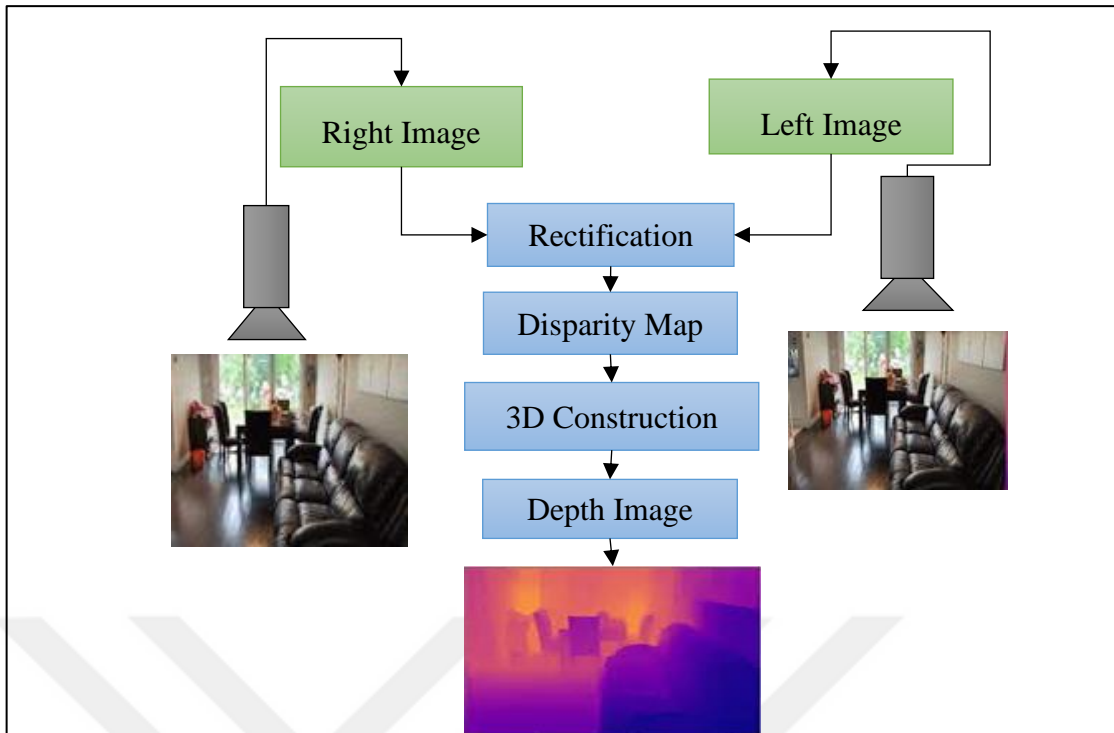 Right Image
Left Image
Rectification
Disparity Map
3D Construction
Depth Image